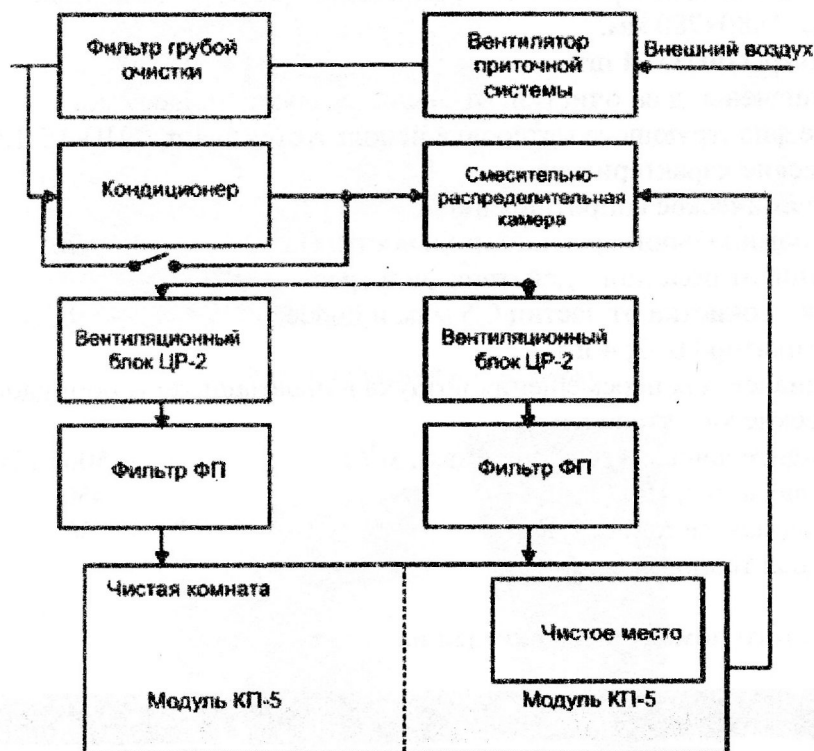 Фильтр грубой
очистки
Вентилятор
приточной
системы
Внешний воздух
Кондиционер
Смесительно-
распределительная
камера
Вентиляционный
блок ЦР-2
Вентиляционный
блок ЦР-2
Фильтр ФП
Фильтр ФП
Чистая комната
Чистое место
Модуль КП-5
Модуль КП-5